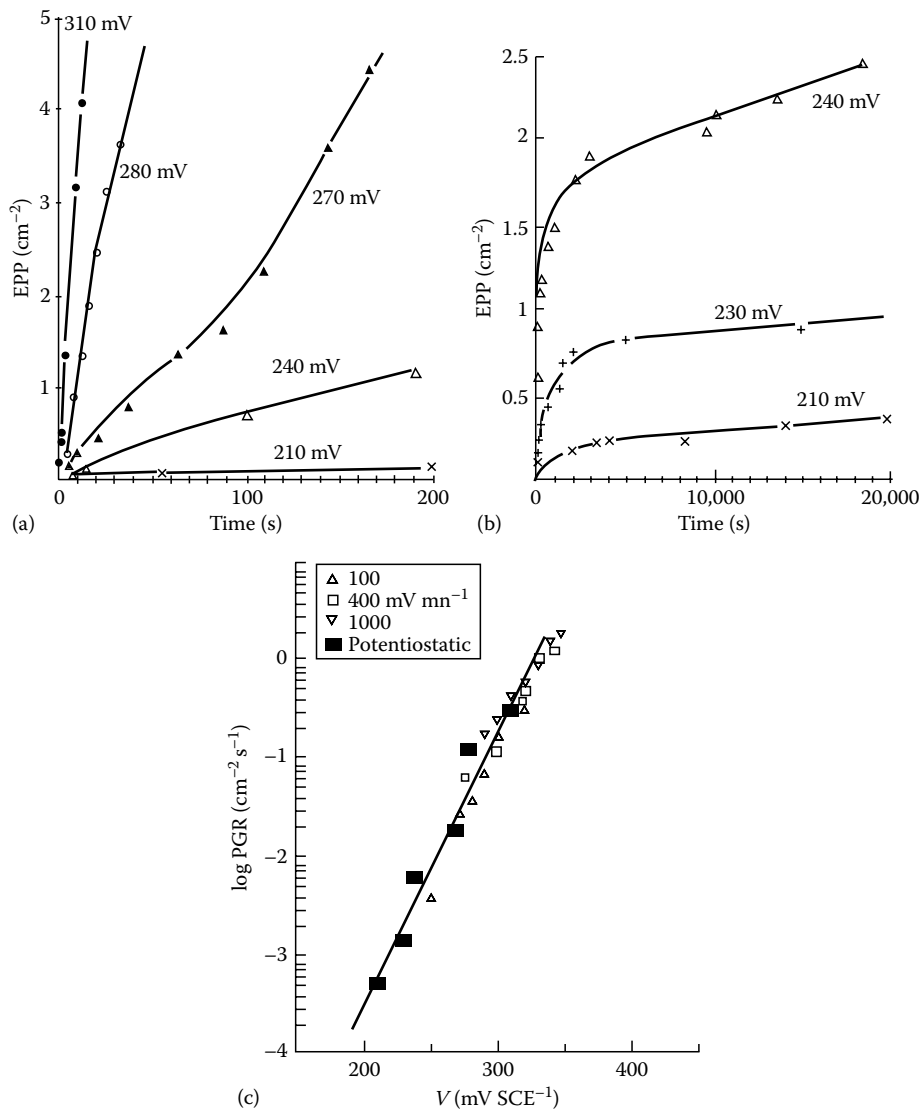 5
310 mV
4
280 mV
3
270 mV
EPP (cm⁻²)
2
240 mV
1
210 mV
0
0
100
200
(a)
Time (s)
2.5
240 mV
2
1.5
EPP (cm⁻²)
230 mV
1
210 mV
0.5
0
10,000
20,000
(b)
Time (s)
100
400 mV mn⁻¹
1000
Potentiostatic
0
−1
log PGR (cm⁻² s⁻¹)
−2
−3
−4
200
300
400
(c)
V (mV SCE⁻¹)